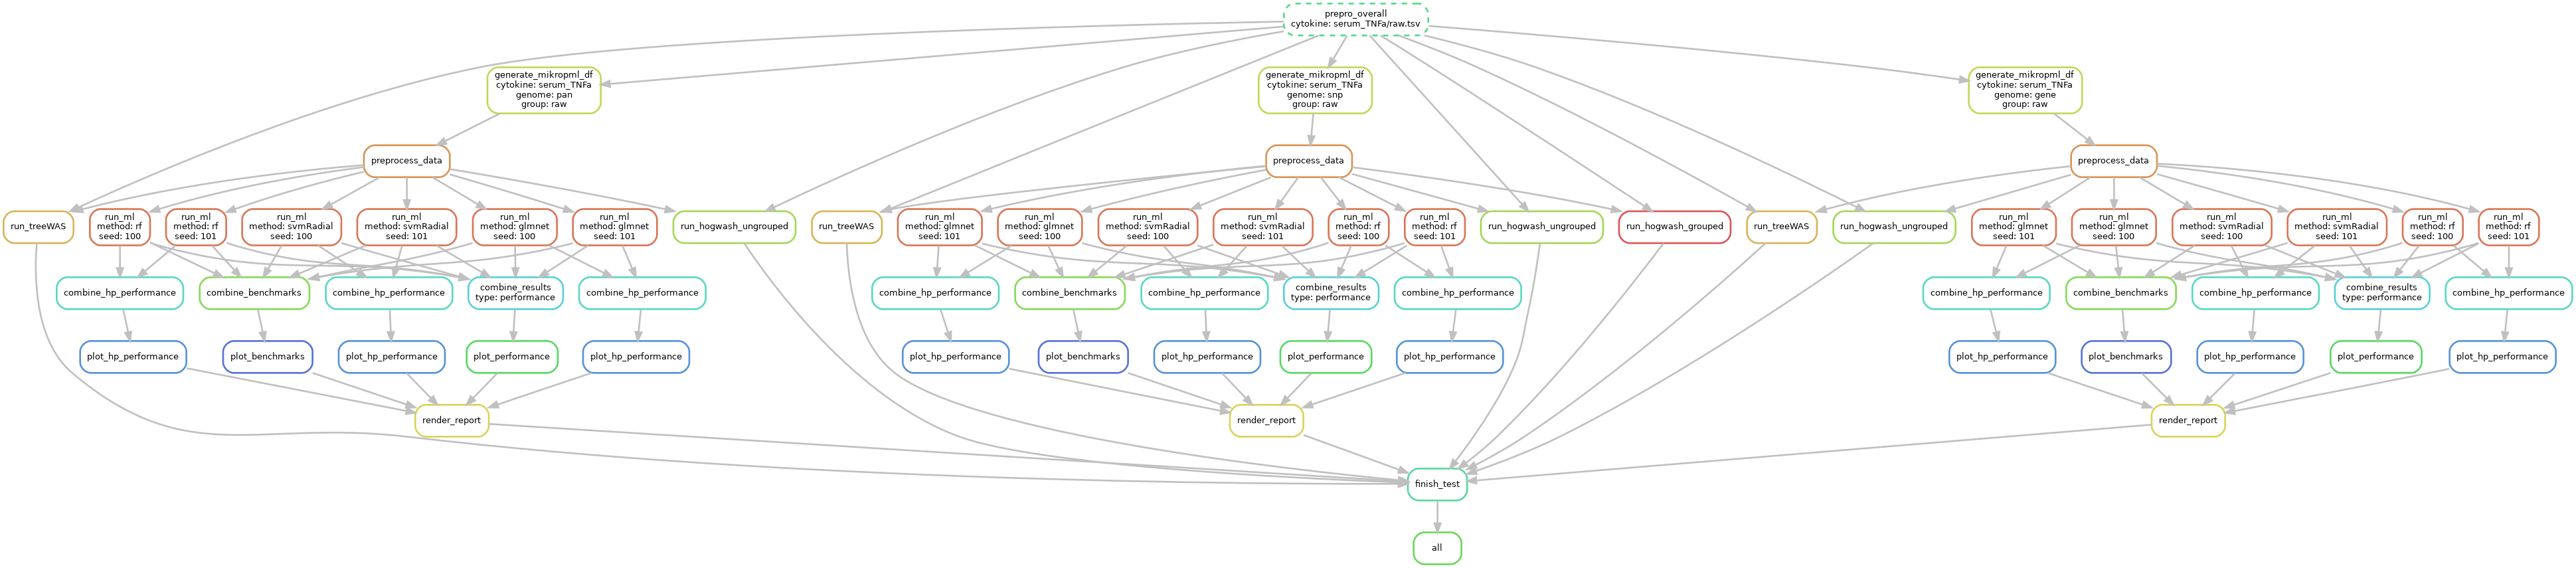 prepro_overall
cytokine: serum_TNFa/raw.tsv
generate_mikropml_df
cytokine: serum_TNFa
genome: pan
group: raw
generate_mikropml_df
cytokine: serum_TNFa
genome: snp
group: raw
generate_mikropml_df
cytokine: serum_TNFa
genome: gene
group: raw
preprocess_data
preprocess_data
preprocess_data
run_treeWAS
run_ml
method: rf
seed: 100
run_ml
method: rf
seed: 101
run_ml
method: svmRadial
seed: 100
run_ml
method: svmRadial
seed: 101
run_ml
method: glmnet
seed: 100
run_ml
method: glmnet
seed: 101
run_hogwash_ungrouped
run_treeWAS
run_ml
method: glmnet
seed: 101
run_ml
method: glmnet
seed: 100
run_ml
method: svmRadial
seed: 100
run_ml
method: svmRadial
seed: 101
run_ml
method: rf
seed: 100
run_ml
method: rf
seed: 101
run_hogwash_ungrouped
run_hogwash_grouped
run_treeWAS
run_hogwash_ungrouped
run_ml
method: glmnet
seed: 101
run_ml
method: glmnet
seed: 100
run_ml
method: svmRadial
seed: 100
run_ml
method: svmRadial
seed: 101
run_ml
method: rf
seed: 100
run_ml
method: rf
seed: 101
combine_hp_performance
combine_benchmarks
combine_hp_performance
combine_results
type: performance
combine_hp_performance
combine_hp_performance
combine_benchmarks
combine_hp_performance
combine_results
type: performance
combine_hp_performance
combine_hp_performance
combine_benchmarks
combine_hp_performance
combine_results
type: performance
combine_hp_performance
plot_hp_performance
plot_benchmarks
plot_hp_performance
plot_performance
plot_hp_performance
plot_hp_performance
plot_benchmarks
plot_hp_performance
plot_performance
plot_hp_performance
plot_hp_performance
plot_benchmarks
plot_hp_performance
plot_performance
plot_hp_performance
render_report
render_report
render_report
finish_test
all